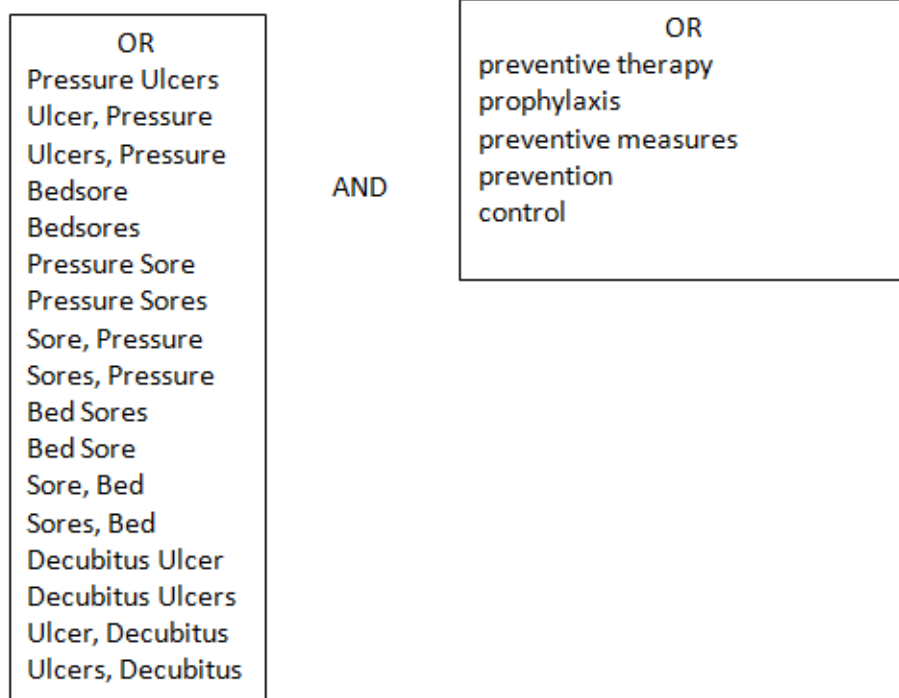 OR
Pressure Ulcers
Ulcer, Pressure
Ulcers, Pressure
Bedsore
Bedsores
Pressure Sore
Pressure Sores
Sore, Pressure
Sores, Pressure
Bed Sores
Bed Sore
Sore, Bed
Sores, Bed
Decubitus Ulcer
Decubitus Ulcers
Ulcer, Decubitus
Ulcers, Decubitus
AND
OR
preventive therapy
prophylaxis
preventive measures
prevention
control